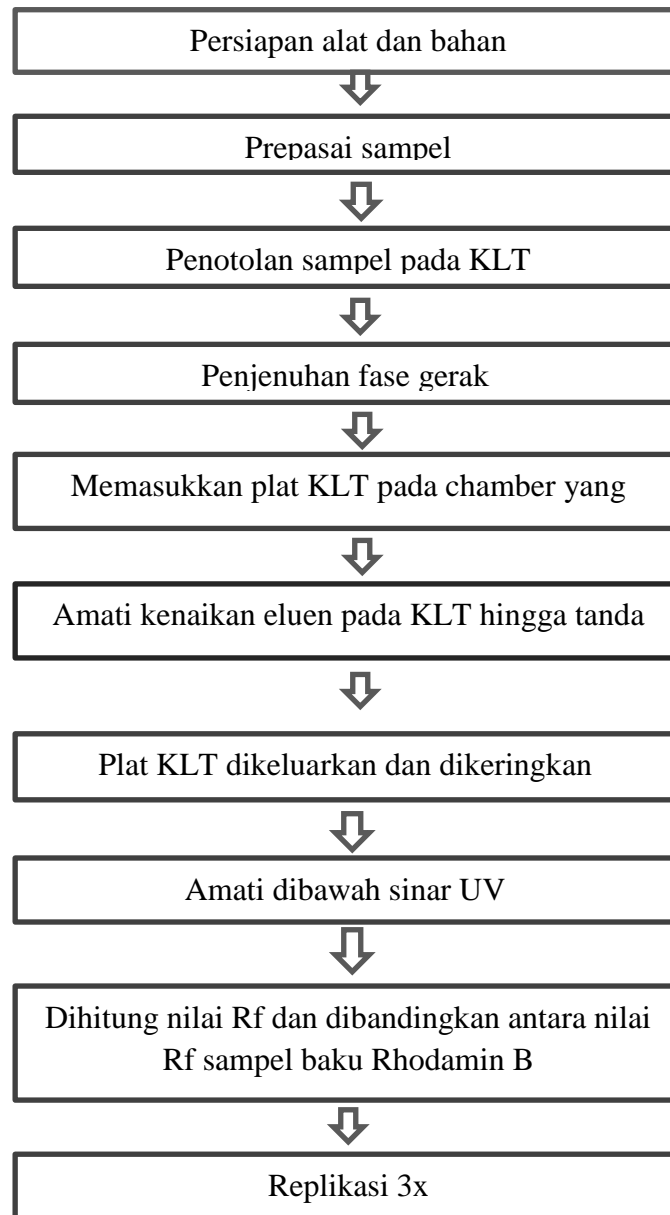 Persiapan alat dan bahan
Prepasai sampel
Penotolan sampel pada KLT
Penjenuhan fase gerak
Memasukkan plat KLT pada chamber yang
Amati kenaikan eluen pada KLT hingga tanda
Plat KLT dikeluarkan dan dikeringkan
Amati dibawah sinar UV
Dihitung nilai Rf dan dibandingkan antara nilai
Rf sampel baku Rhodamin B
Replikasi 3x